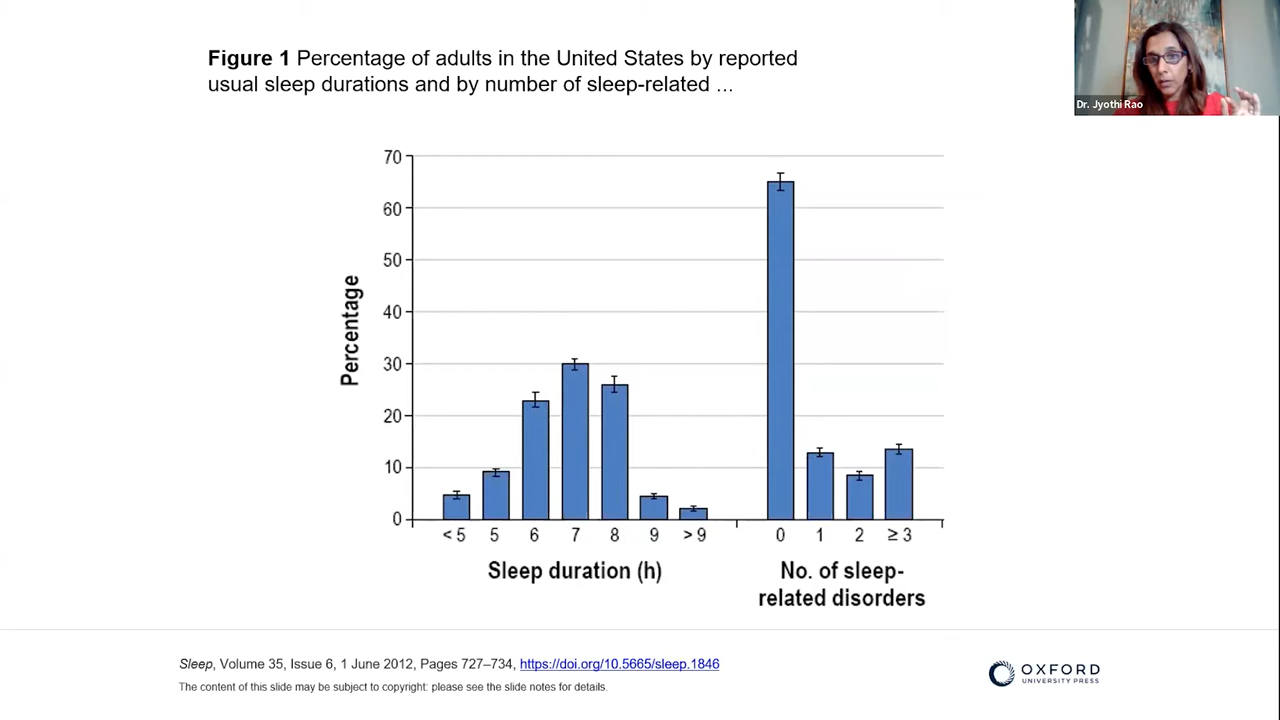 Figure 1 Percentage of adults in the United States by reported
usual sleep durations and by number of sleep-related ...
Dr. Jyothi Rao
70
60
50
40
30
20
10
0
Percentage
< 5 5 6 7 8 9 > 9
Sleep duration (h)
0 1 2 ≥ 3
No. of sleep-
related disorders
Sleep, Volume 35, Issue 6, 1 June 2012, Pages 727–734, https://doi.org/10.5665/sleep.1846
The content of this slide may be subject to copyright: please see the slide notes for details.
OXFORD
UNIVERSITY PRESS